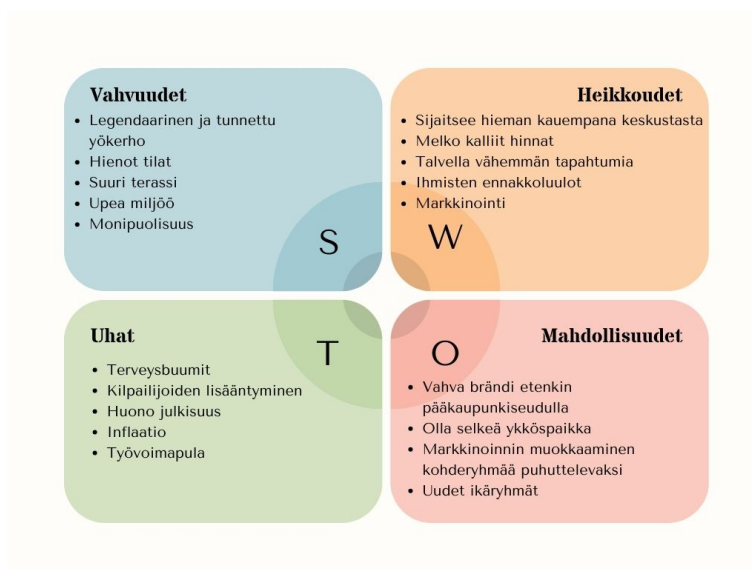 Vahvuudet
• Legendaarinen ja tunnettu
yökerho
• Hienot tilat
• Suuri terassi
• Upea miljöö
• Monipuolisuus
S
Heikkoudet
• Sijaitsee hieman kauempana keskustasta
• Melko kalliit hinnat
• Talvella vähemmän tapahtumia
• Ihmisten ennakkoluulot
• Markkinointi
W
Uhat
• Terveysbuumit
• Kilpailijoiden lisääntyminen
• Huono julkisuus
• Inflaatio
• Työvoimapula
T
Mahdollisuudet
O
• Vahva brändi etenkin
pääkaupunkiseudulla
• Olla selkeä ykköspaikka
• Markkinoinnin muokkaaminen
kohderyhmää puhuttelevaksi
• Uudet ikäryhmät